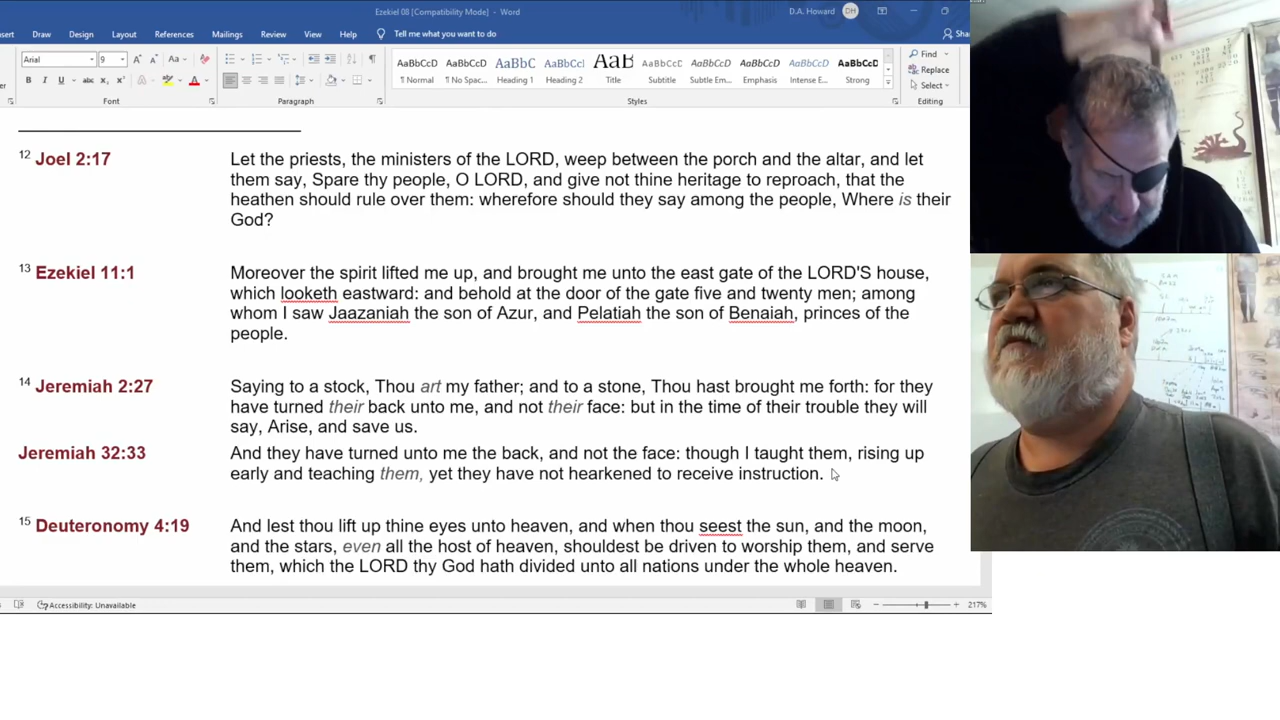 Ezekiel 08 [Compatibility Mode] - Word
D.A. Howard DH
Draw Design Layout References Mailings Review View Help Tell me what you want to do
Arial 9 Aa
Find
AaBbCcD AaBbCcD AaBbC AaBbCcI AaB AaBbCcD AaBbCcD AaBbCcD AaBbCcD AaBbCcD
Replace
¶ Normal ¶ No Spac... Heading 1 Heading 2 Title Subtitle Subtle Em... Emphasis Intense E... Strong
Select
Font Paragraph Styles Editing
12 Joel 2:17 Let the priests, the ministers of the LORD, weep between the porch and the altar, and let
them say, Spare thy people, O LORD, and give not thine heritage to reproach, that the
heathen should rule over them: wherefore should they say among the people, Where is their
God?
13 Ezekiel 11:1 Moreover the spirit lifted me up, and brought me unto the east gate of the LORD'S house,
which looketh eastward: and behold at the door of the gate five and twenty men; among
whom I saw Jaazaniah the son of Azur, and Pelatiah the son of Benaiah, princes of the
people.
14 Jeremiah 2:27 Saying to a stock, Thou art my father; and to a stone, Thou hast brought me forth: for they
have turned their back unto me, and not their face: but in the time of their trouble they will
say, Arise, and save us.
Jeremiah 32:33 And they have turned unto me the back, and not the face: though I taught them, rising up
early and teaching them, yet they have not hearkened to receive instruction.
15 Deuteronomy 4:19 And lest thou lift up thine eyes unto heaven, and when thou seest the sun, and the moon,
and the stars, even all the host of heaven, shouldest be driven to worship them, and serve
them, which the LORD thy God hath divided unto all nations under the whole heaven.
Accessibility: Unavailable 217%